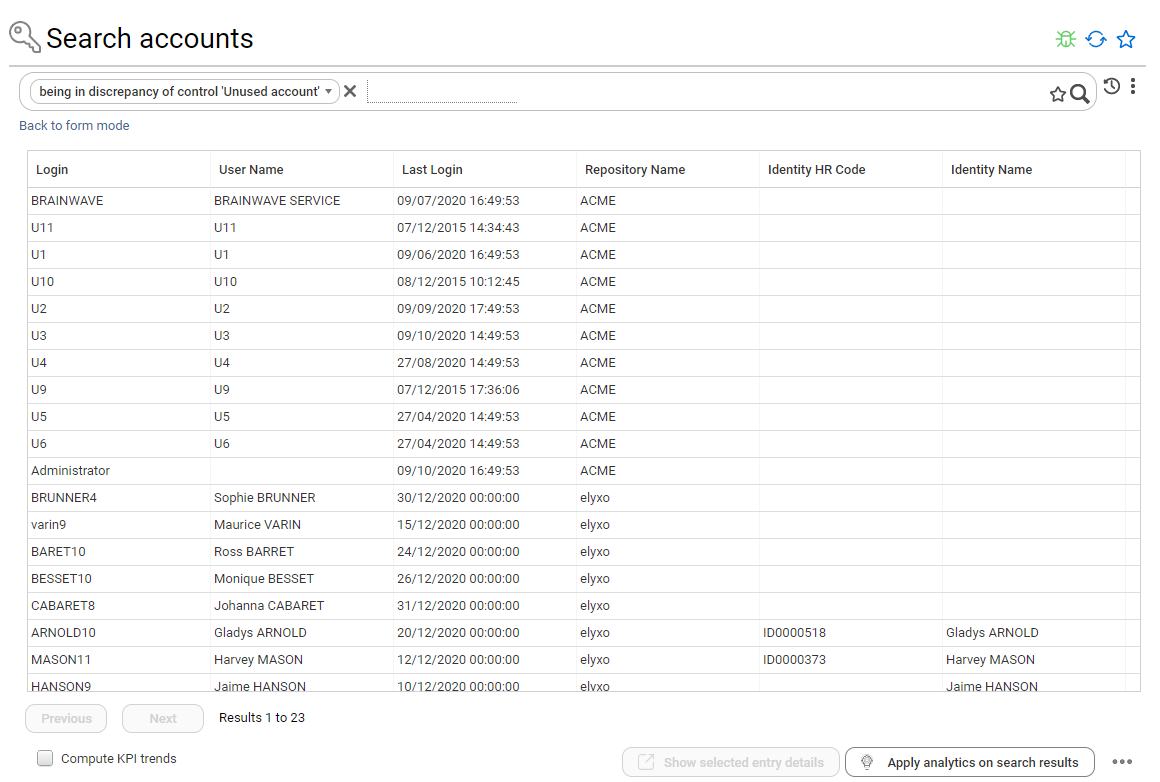 Search accounts
being in discrepancy of control 'Unused account'
Back to form mode
Login User Name Last Login Repository Name Identity HR Code Identity Name
BRAINWAVE BRAINWAVE SERVICE 09/07/2020 16:49:53 ACME
U11 U11 07/12/2015 14:34:43 ACME
U1 U1 09/06/2020 16:49:53 ACME
U10 U10 08/12/2015 10:12:45 ACME
U2 U2 09/09/2020 17:49:53 ACME
U3 U3 09/10/2020 14:49:53 ACME
U4 U4 27/08/2020 14:49:53 ACME
U9 U9 07/12/2015 17:36:06 ACME
U5 U5 27/04/2020 14:49:53 ACME
U6 U6 27/04/2020 14:49:53 ACME
Administrator 09/10/2020 16:49:53 ACME
BRUNNER4 Sophie BRUNNER 30/12/2020 00:00:00 elyxo
varin9 Maurice VARIN 15/12/2020 00:00:00 elyxo
BARET10 Ross BARRET 24/12/2020 00:00:00 elyxo
BESSET10 Monique BESSET 26/12/2020 00:00:00 elyxo
CABARET8 Johanna CABARET 31/12/2020 00:00:00 elyxo
ARNOLD10 Gladys ARNOLD 20/12/2020 00:00:00 elyxo ID0000518 Gladys ARNOLD
MASON11 Harvey MASON 12/12/2020 00:00:00 elyxo ID0000373 Harvey MASON
HANSON9 Jaime HANSON 10/12/2020 00:00:00 elyxo Jaime HANSON
Previous Next Results 1 to 23
Compute KPI trends Show selected entry details Apply analytics on search results